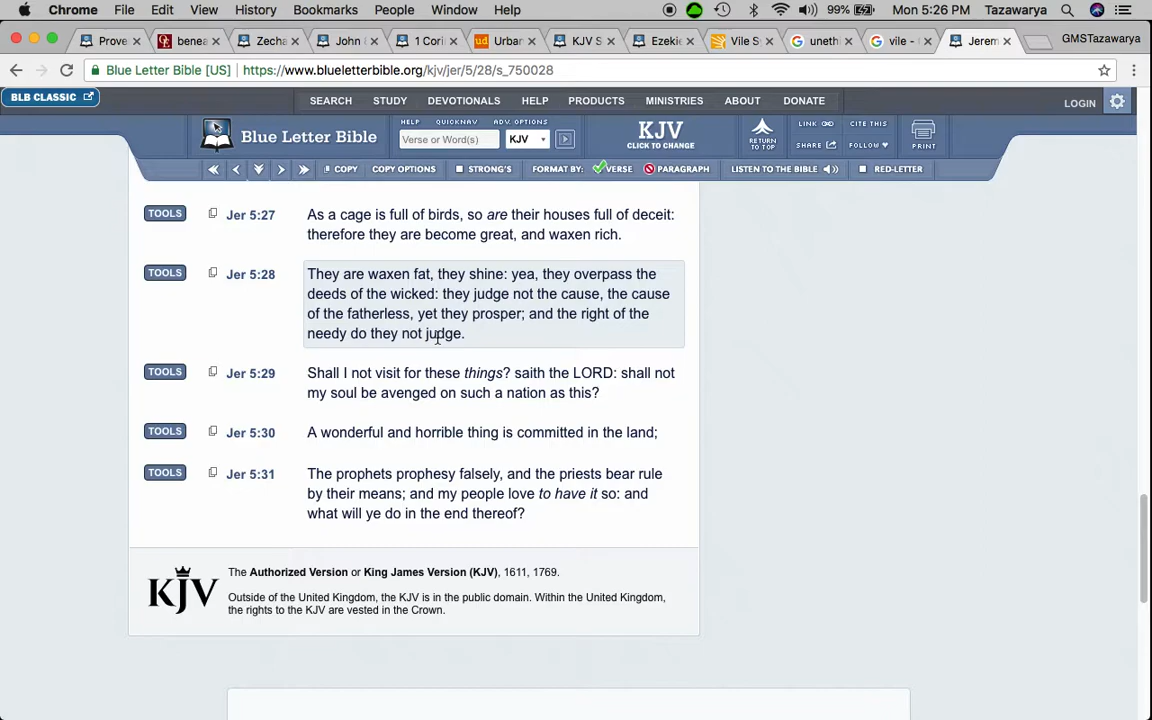 Chrome File Edit View History Bookmarks People Window Help 99% Mon 5:26 PM Tazawarya
Prove benea Zecha John & 1 Cori Urban KJV S Ezekie Vile Sy uneth vile - Jerem GMSTazawarya
Blue Letter Bible [US] https://www.blueletterbible.org/kjv/jer/5/28/s_750028
BLB CLASSIC SEARCH STUDY DEVOTIONALS HELP PRODUCTS MINISTRIES ABOUT DONATE LOGIN
HELP QUICKNAV ADV. OPTIONS
Blue Letter Bible Verse or Word(s) KJV KJV CLICK TO CHANGE RETURN TO TOP LINK CITE THIS SHARE FOLLOW PRINT
COPY COPY OPTIONS STRONG'S FORMAT BY: VERSE PARAGRAPH LISTEN TO THE BIBLE RED-LETTER
TOOLS Jer 5:27 As a cage is full of birds, so are their houses full of deceit:
therefore they are become great, and waxen rich.
TOOLS Jer 5:28 They are waxen fat, they shine: yea, they overpass the
deeds of the wicked: they judge not the cause, the cause
of the fatherless, yet they prosper; and the right of the
needy do they not judge.
TOOLS Jer 5:29 Shall I not visit for these things? saith the LORD: shall not
my soul be avenged on such a nation as this?
TOOLS Jer 5:30 A wonderful and horrible thing is committed in the land;
TOOLS Jer 5:31 The prophets prophesy falsely, and the priests bear rule
by their means; and my people love to have it so: and
what will ye do in the end thereof?
KJV The Authorized Version or King James Version (KJV), 1611, 1769.
Outside of the United Kingdom, the KJV is in the public domain. Within the United Kingdom,
the rights to the KJV are vested in the Crown.